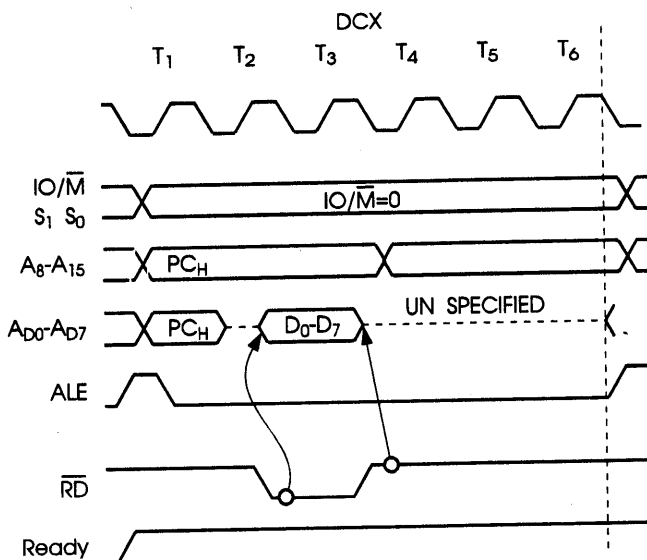 DCX
T1 T2 T3 T4 T5 T6
IO/M̅
S1 S0
IO/M̅=0
A8-A15
PCH
AD0-AD7
PCH
D0-D7
UN SPECIFIED
ALE
R̅D̅
Ready